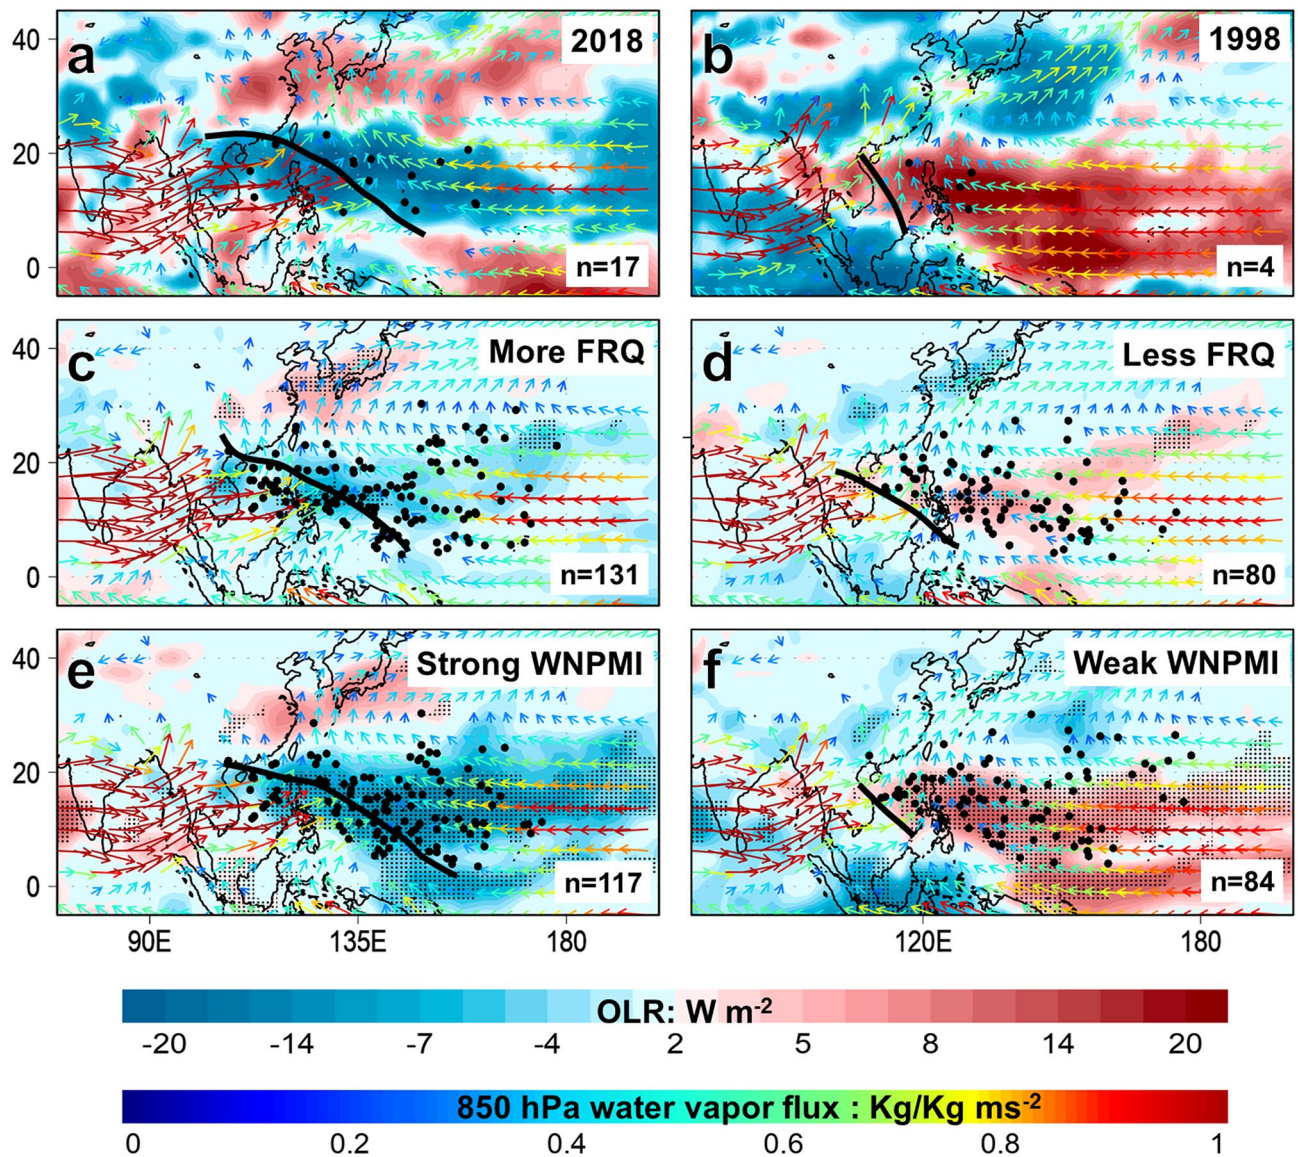 40
20
0
a
2018
n=17
b
1998
n=4
40
20
0
c
More FRQ
n=131
d
Less FRQ
n=80
40
20
0
e
Strong WNPMI
n=117
f
Weak WNPMI
n=84
90E 135E 180
120E 180
OLR: W m-2
-20 -14 -7 -4 2 5 8 14 20
850 hPa water vapor flux : Kg/Kg ms-2
0 0.2 0.4 0.6 0.8 1